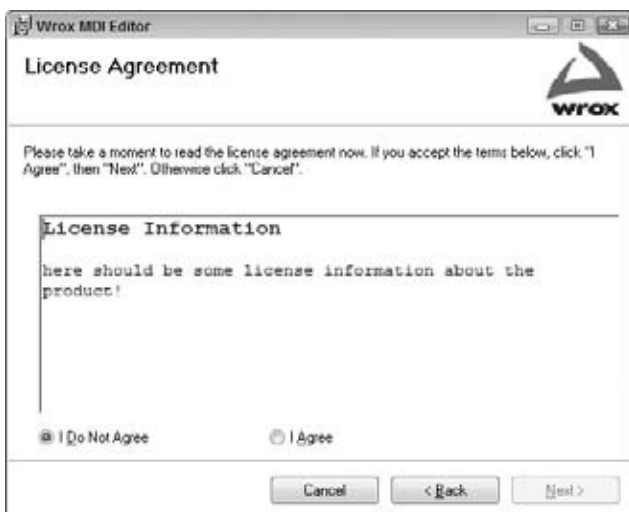 Wrox MDI Editor
License Agreement
wrox
Please take a moment to read the license agreement now. If you accept the terms below, click "I
Agree", then "Next". Otherwise click "Cancel".
License Information
here should be some license information about the
product!
I Do Not Agree
I Agree
Cancel
< Back
Next >